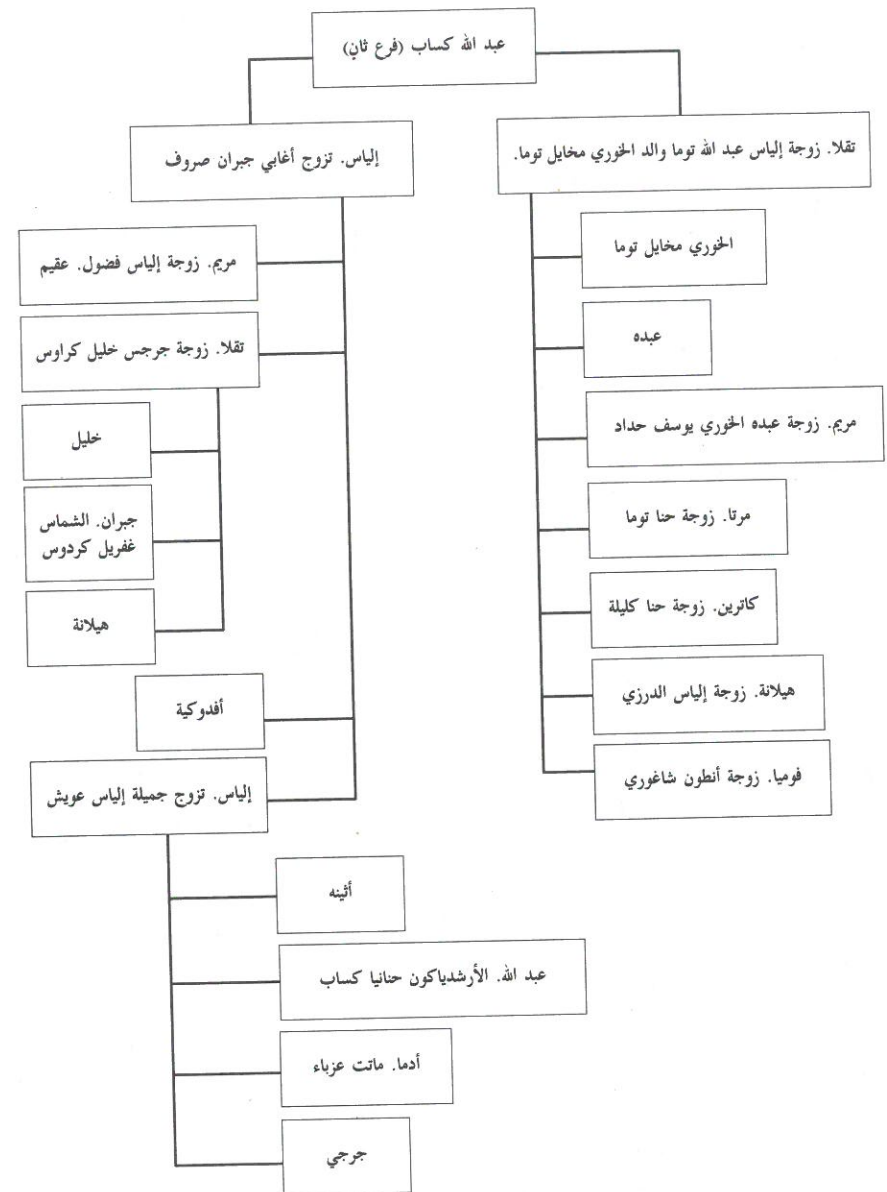 عبد الله كساب (فرع ثانٍ)
تقلا. زوجة إلياس عبد الله توما والد الخوري مخايل توما.
الخوري مخايل توما
عبده
مريم. زوجة عبده الخوري يوسف حداد
مرتا. زوجة حنا توما
كاترين. زوجة حنا كليلة
هيلانة. زوجة إلياس الدرزي
فوميا. زوجة أنطون شاغوري
إلياس. تزوج أغابي جبران صروف
مريم. زوجة إلياس فضول. عقيم
تقلا. زوجة جرجس خليل كراوس
خليل
جبران. الشماس
غفريل كردوس
هيلانة
أفدوكية
إلياس. تزوج جميلة إلياس عويش
أثينه
عبد الله. الأرشدياكون حنانيا كساب
أدما. ماتت عزباء
جرجي